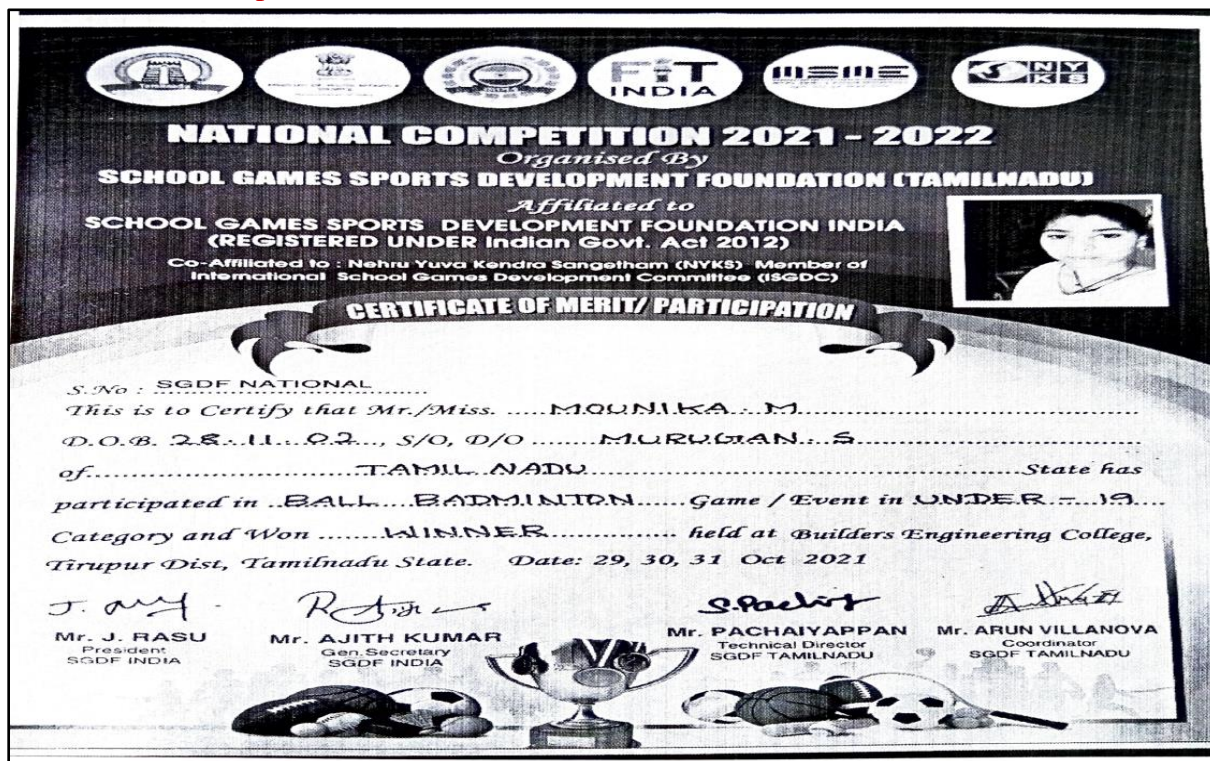 FiT
INDIA
NY
KS
NATIONAL COMPETITION 2021 - 2022
Organised By
SCHOOL GAMES SPORTS DEVELOPMENT FOUNDATION (TAMILNADU)
Affiliated to
SCHOOL GAMES SPORTS DEVELOPMENT FOUNDATION INDIA
(REGISTERED UNDER Indian Govt. Act 2012)
Co-Affiliated to : Nehru Yuva Kendra Sangetham (NYKS) Member of
International School Games Development Committee (ISGDC)
CERTIFICATE OF MERIT/ PARTICIPATION
S.No : SGDF NATIONAL
This is to Certify that Mr./Miss. MOUNIKA. M
D.O.B. 28.11.02, S/O, D/O MURUGAN. S
of TAMIL NADU State has
participated in BALL BADMINTON Game / Event in UNDER - 19
Category and Won WINNER held at Builders Engineering College,
Tirupur Dist, Tamilnadu State. Date: 29, 30, 31 Oct 2021
Mr. J. RASU
President
SGDF INDIA
Mr. AJITH KUMAR
Gen.Secretary
SGDF INDIA
Mr. PACHAIYAPPAN
Technical Director
SGDF TAMILNADU
Mr. ARUN VILLANOVA
Coordinator
SGDF TAMILNADU